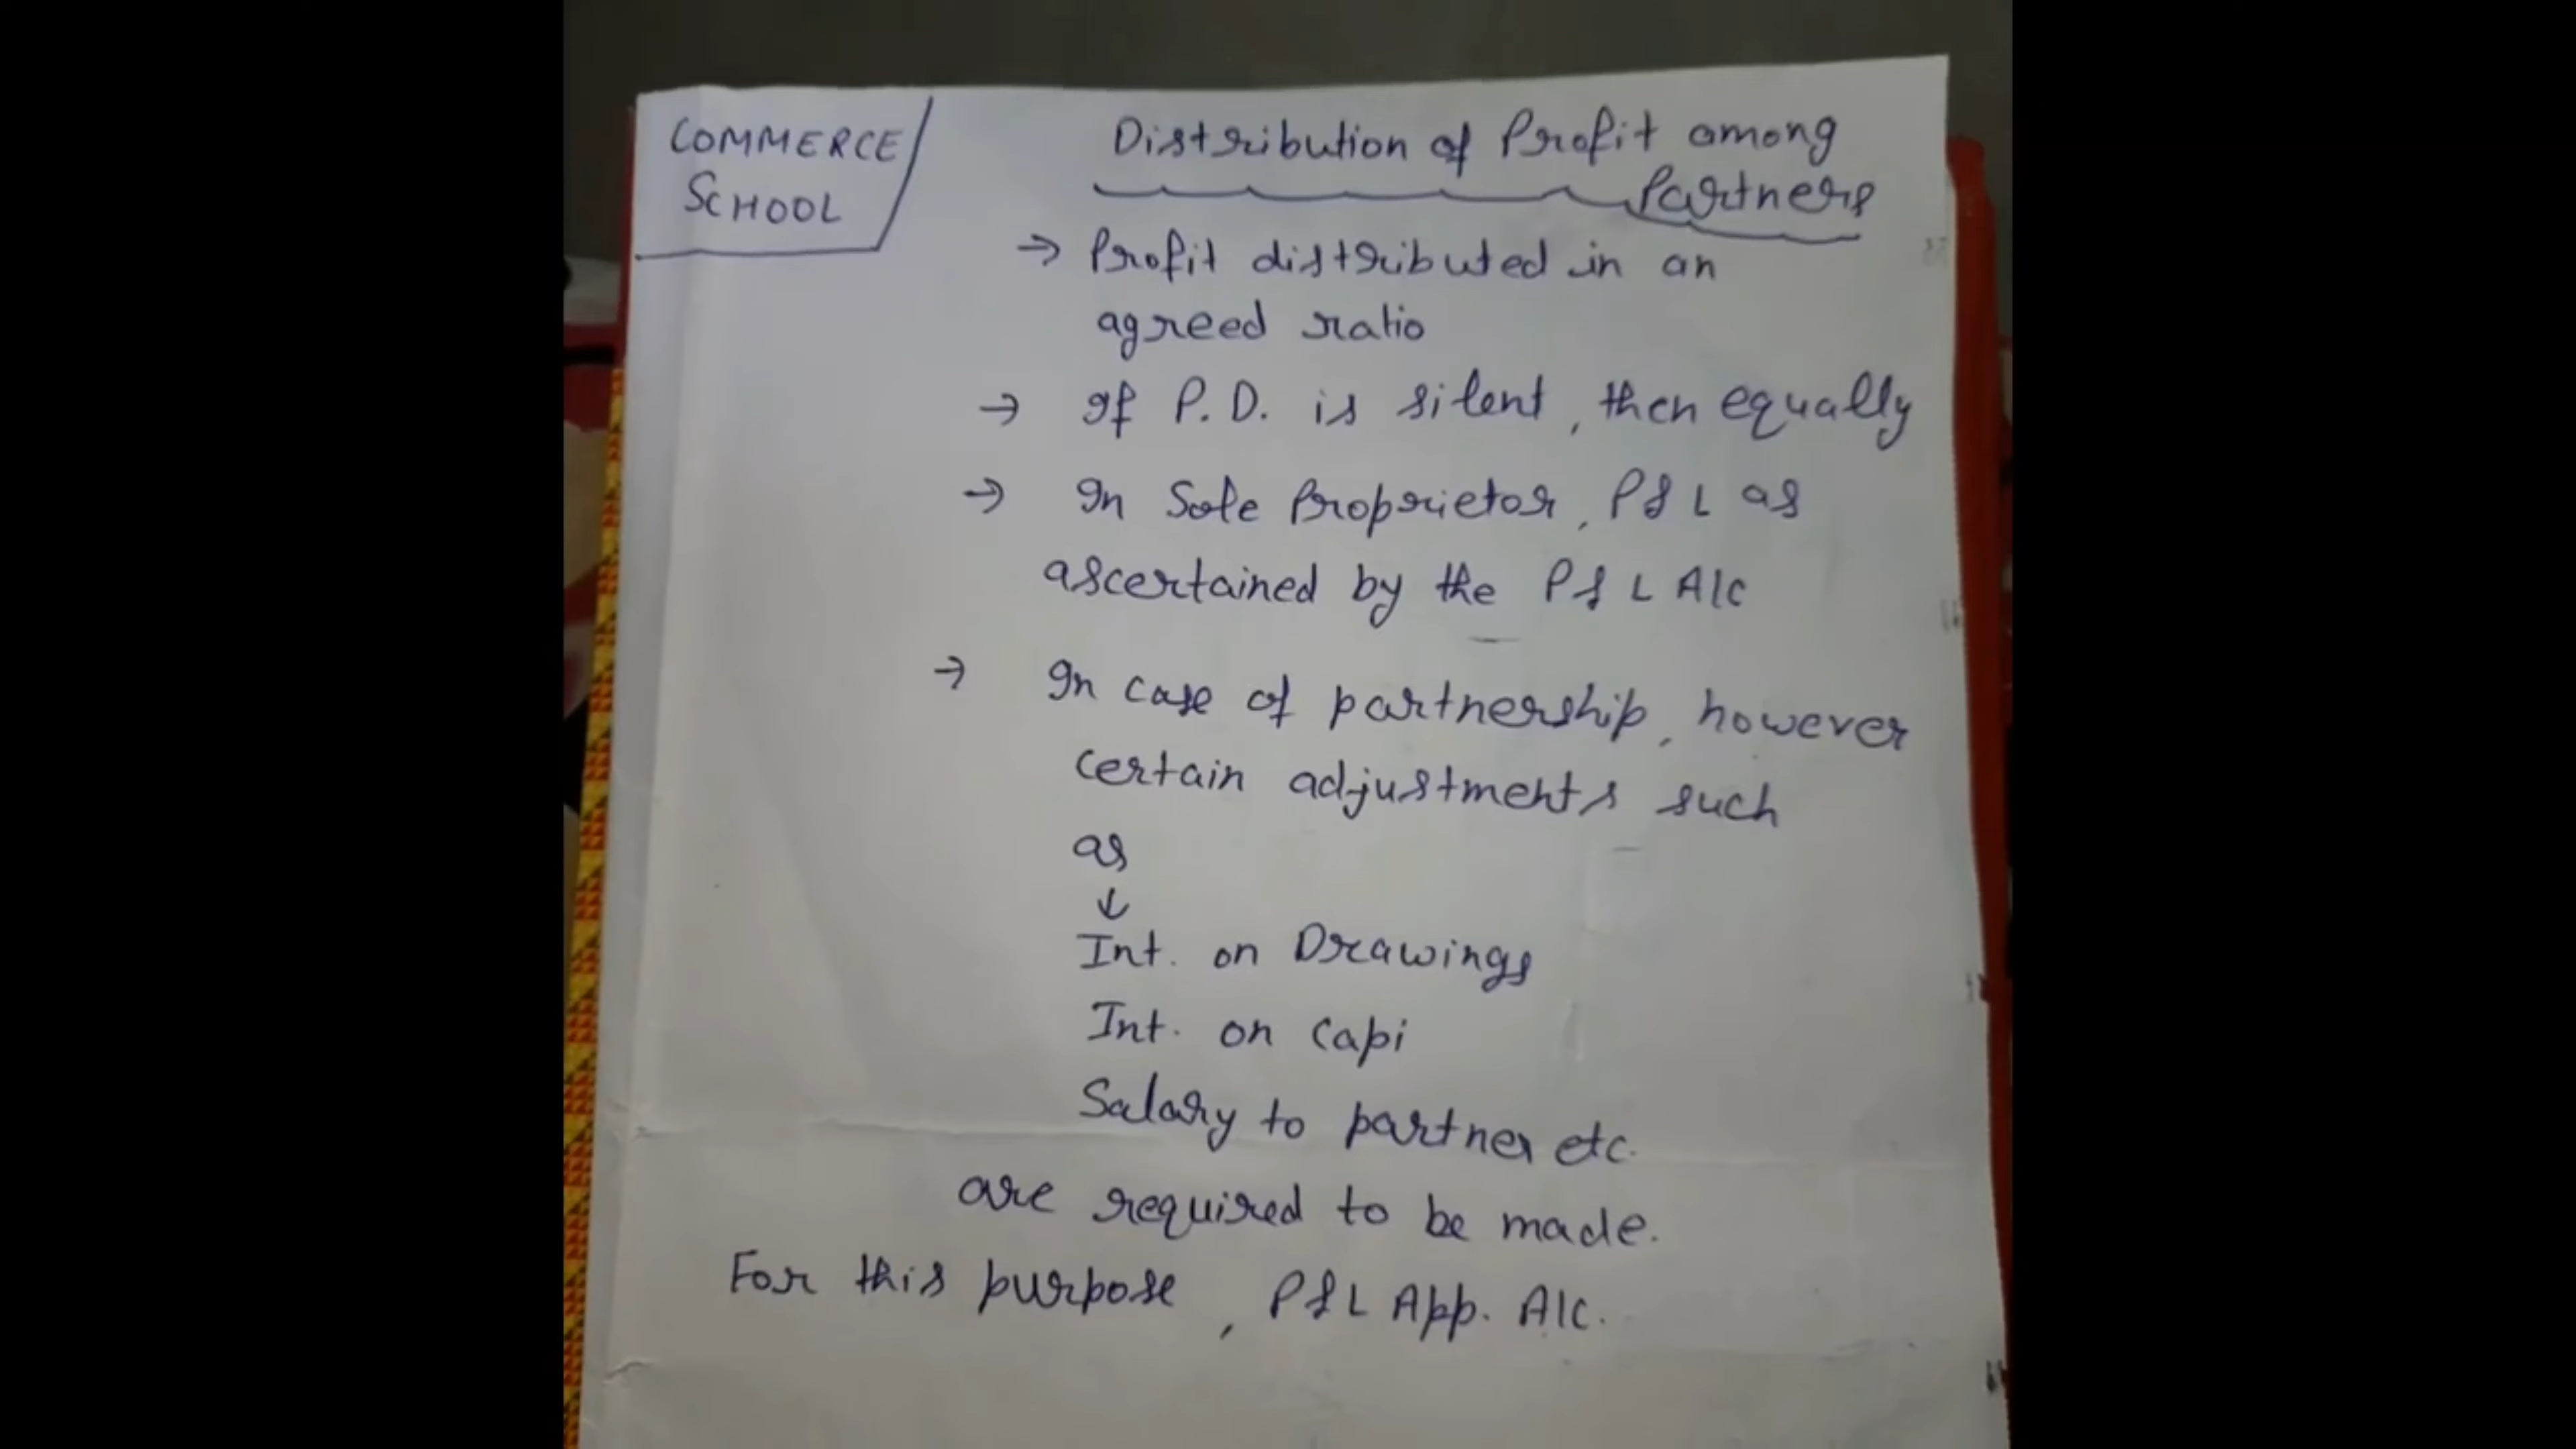 COMMERCE
SCHOOL
Distribution of Profit among
Partners
→ Profit distributed in an
agreed ratio
→ If P.D. is silent, then equally
→ In Sole Proprietor, P&L as
ascertained by the P&L A/c
→ In case of partnership, however
certain adjustments such
as
↓
Int. on Drawings
Int. on Capi
Salary to partner etc.
are required to be made.
For this purpose, P&L App. A/c.